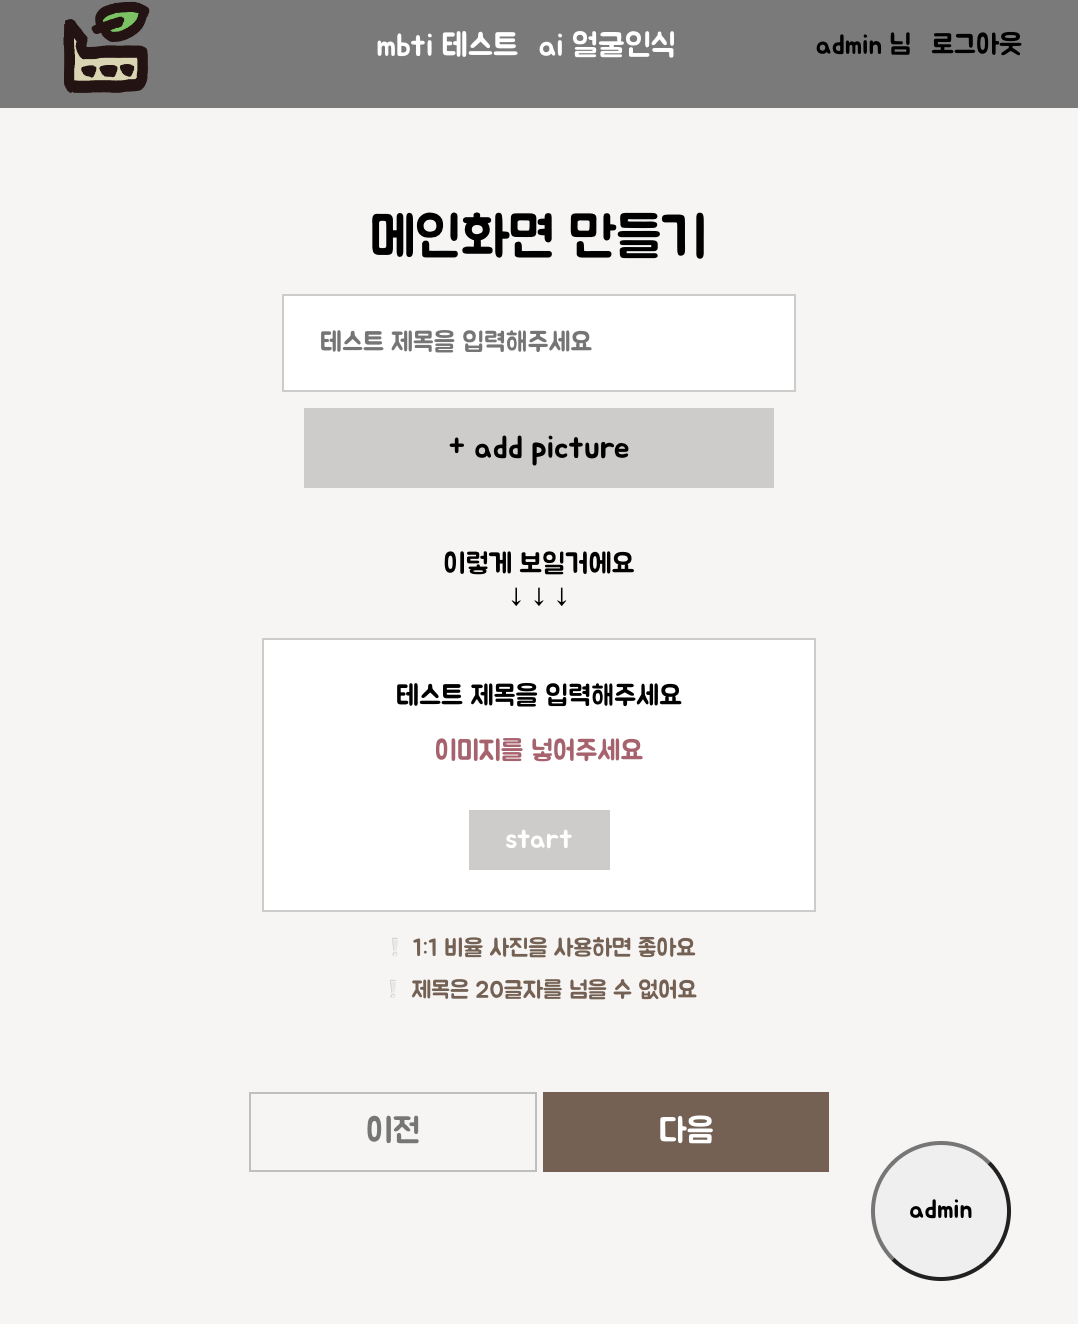 mbti 테스트 ai 얼굴인식 admin 님 로그아웃
메인화면 만들기
테스트 제목을 입력해주세요
+ add picture
이렇게 보일거에요
↓ ↓ ↓
테스트 제목을 입력해주세요
이미지를 넣어주세요
start
❕ 1:1 비율 사진을 사용하면 좋아요
❕ 제목은 20글자를 넘을 수 없어요
이전 다음
admin